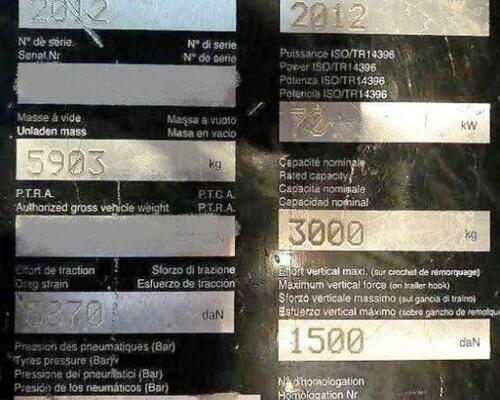 2012
N° de série. N° di serie
Serial Nr N° de série
Masse à vide Massa a vuoto
Unladen mass Masa en vacio
5903 kg
P.T.R.A. P.T.C.A.
Authorized gross vehicle weight P.T.R.A.
Effort de traction Sforzo di trazione
Drag strain Esfuerzo de tracción
5370 daN
Pression des pneumatiques (Bar)
Tyres pressure (Bar)
Pressione dei pneumatici (Bar)
Presión de los neumáticos (Bar)
2012
Puissance ISO/TR14396
Power ISO/TR14396
Potenza ISO/TR14396
Potencia ISO/TR14396
kW
Capacité nominale
Rated capacity
Capacita nominale
Capacidad nominal
3000 kg
Effort vertical maxi. (sur crochet de remorquage)
Maximum vertical force (on trailer hook)
Sforzo verticale massimo (sul gancia di traino)
Esfuerzo vertical máximo (sobre gancho de remolqu
1500 daN
N° d'homologation
Homologation Nr